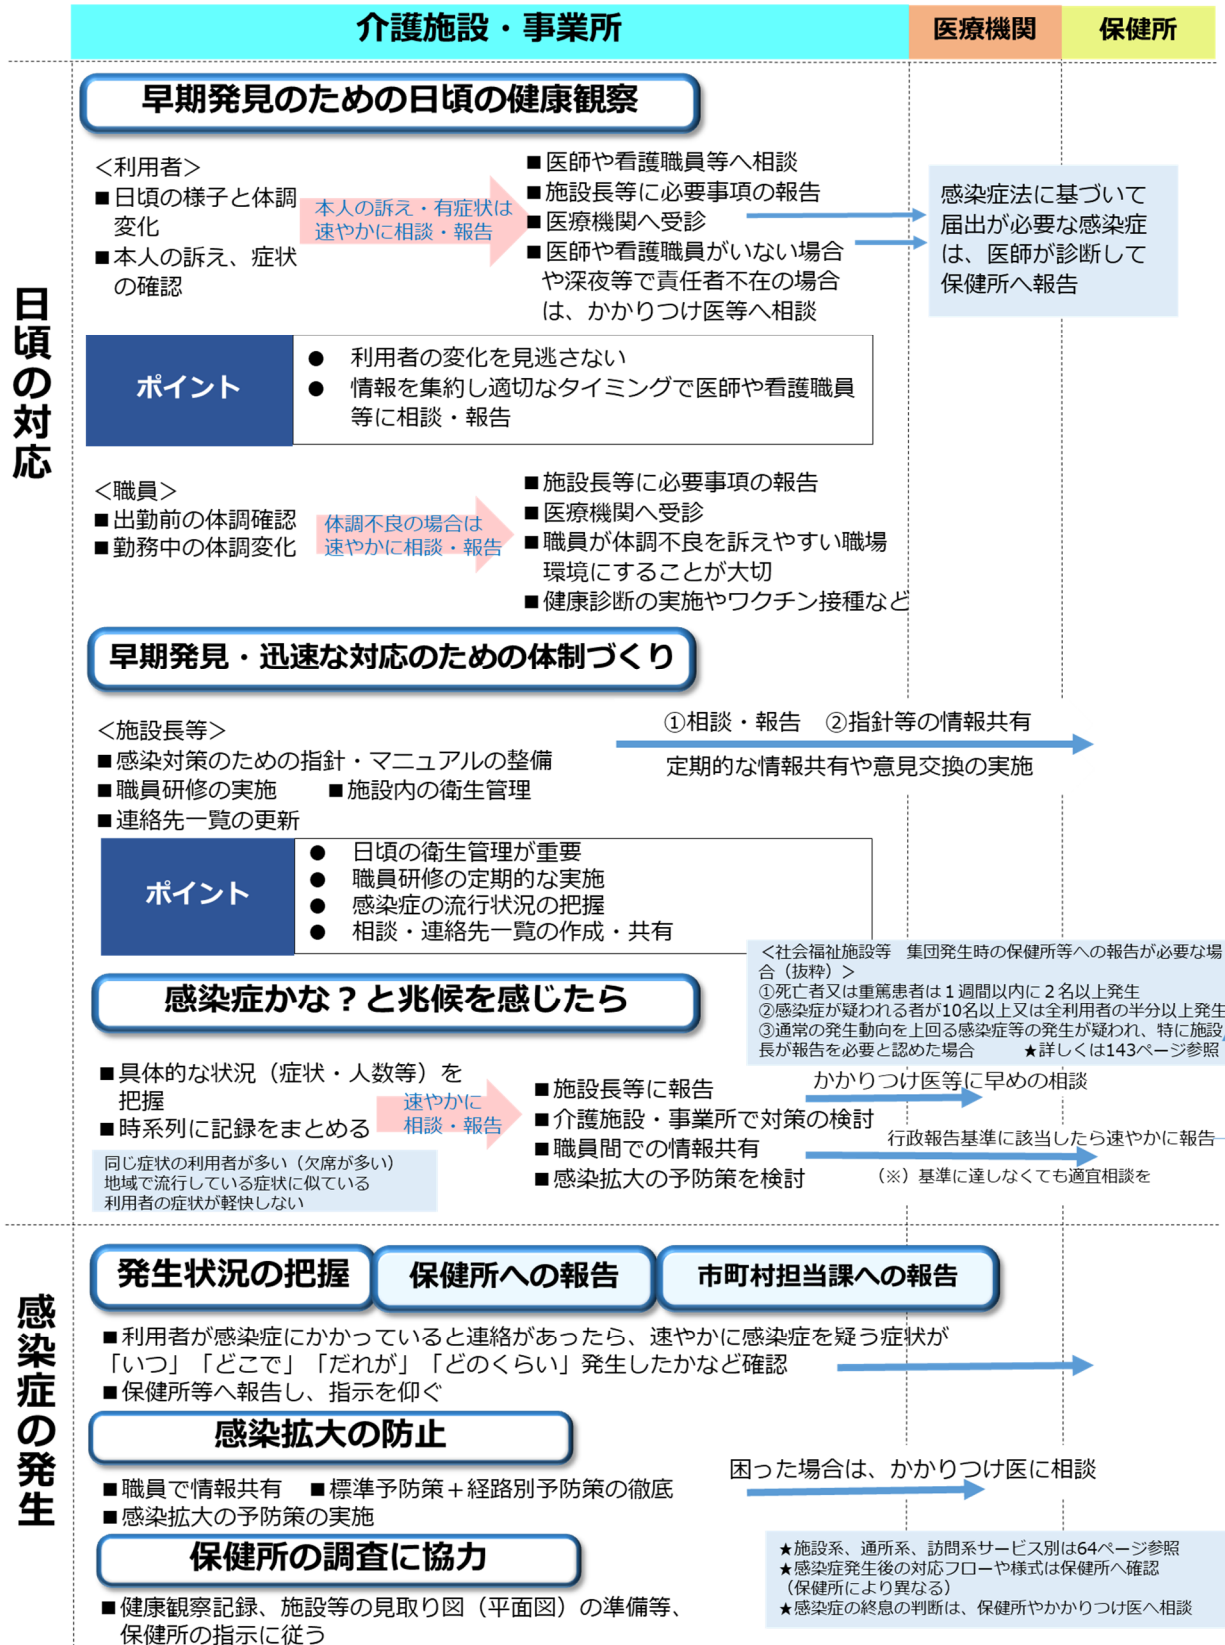 介護施設・事業所
医療機関
保健所
日頃の対応
早期発見のための日頃の健康観察
＜利用者＞
■日頃の様子と体調
変化
■本人の訴え、症状
の確認
本人の訴え・有症状は
速やかに相談・報告
■医師や看護職員等へ相談
■施設長等に必要事項の報告
■医療機関へ受診
■医師や看護職員がいない場合
や深夜等で責任者不在の場合
は、かかりつけ医等へ相談
感染症法に基づいて
届出が必要な感染症
は、医師が診断して
保健所へ報告
ポイント
● 利用者の変化を見逃さない
● 情報を集約し適切なタイミングで医師や看護職員
等に相談・報告
＜職員＞
■出勤前の体調確認
■勤務中の体調変化
体調不良の場合は
速やかに相談・報告
■施設長等に必要事項の報告
■医療機関へ受診
■職員が体調不良を訴えやすい職場
環境にすることが大切
■健康診断の実施やワクチン接種など
早期発見・迅速な対応のための体制づくり
＜施設長等＞
■感染対策のための指針・マニュアルの整備
■職員研修の実施 ■施設内の衛生管理
■連絡先一覧の更新
①相談・報告 ②指針等の情報共有
定期的な情報共有や意見交換の実施
ポイント
● 日頃の衛生管理が重要
● 職員研修の定期的な実施
● 感染症の流行状況の把握
● 相談・連絡先一覧の作成・共有
＜社会福祉施設等 集団発生時の保健所等への報告が必要な場
合（抜粋）＞
①死亡者又は重篤患者は１週間以内に２名以上発生
②感染症が疑われる者が10名以上又は全利用者の半分以上発生
③通常の発生動向を上回る感染症等の発生が疑われ、特に施設
長が報告を必要と認めた場合 ★詳しくは143ページ参照
感染症かな？と兆候を感じたら
■具体的な状況（症状・人数等）を
把握
■時系列に記録をまとめる
速やかに
相談・報告
■施設長等に報告
■介護施設・事業所で対策の検討
■職員間での情報共有
■感染拡大の予防策を検討
かかりつけ医等に早めの相談
行政報告基準に該当したら速やかに報告
（※）基準に達しなくても適宜相談を
同じ症状の利用者が多い（欠席が多い）
地域で流行している症状に似ている
利用者の症状が軽快しない
感染症の発生
発生状況の把握
保健所への報告
市町村担当課への報告
■利用者が感染症にかかっていると連絡があったら、速やかに感染症を疑う症状が
「いつ」「どこで」「だれが」「どのくらい」発生したかなど確認
■保健所等へ報告し、指示を仰ぐ
感染拡大の防止
■職員で情報共有 ■標準予防策＋経路別予防策の徹底
■感染拡大の予防策の実施
困った場合は、かかりつけ医に相談
保健所の調査に協力
■健康観察記録、施設等の見取り図（平面図）の準備等、
保健所の指示に従う
★施設系、通所系、訪問系サービス別は64ページ参照
★感染症発生後の対応フローや様式は保健所へ確認
（保健所により異なる）
★感染症の終息の判断は、保健所やかかりつけ医へ相談